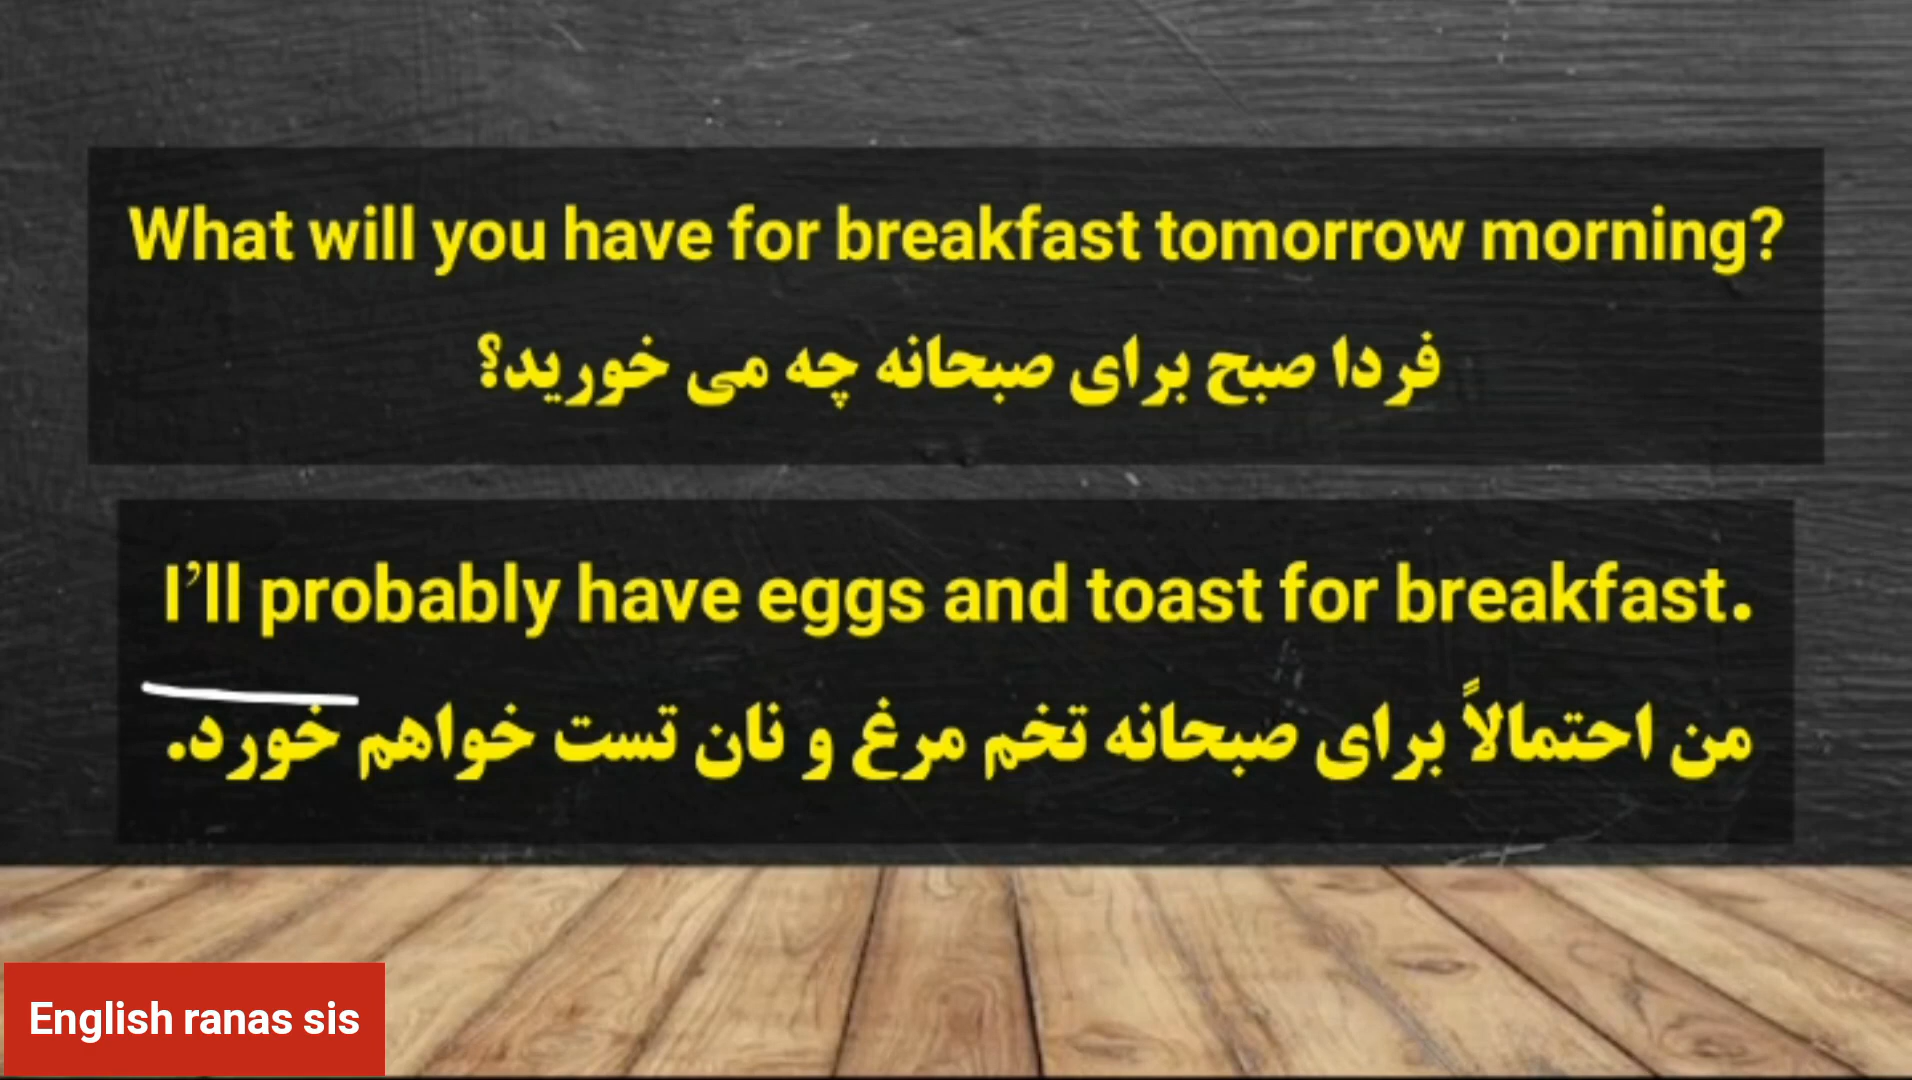 What will you have for breakfast tomorrow morning?
فردا صبح برای صبحانه چه می خورید؟
I’ll probably have eggs and toast for breakfast.
من احتمالاً برای صبحانه تخم مرغ و نان تست خواهم خورد.
English ranas sis